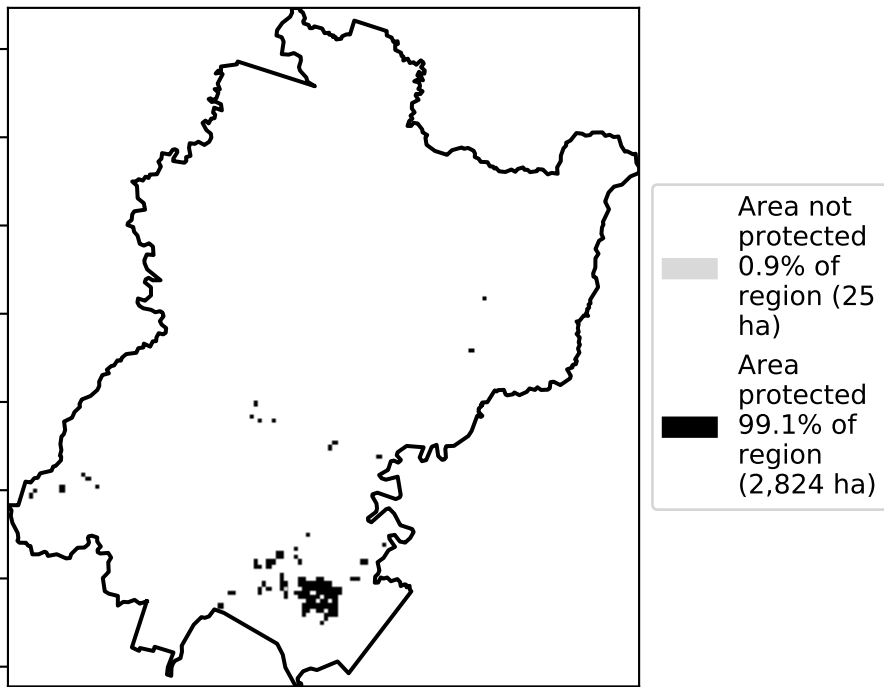 Area not
protected
0.9% of
region (25
ha)
Area
protected
99.1% of
region
(2,824 ha)